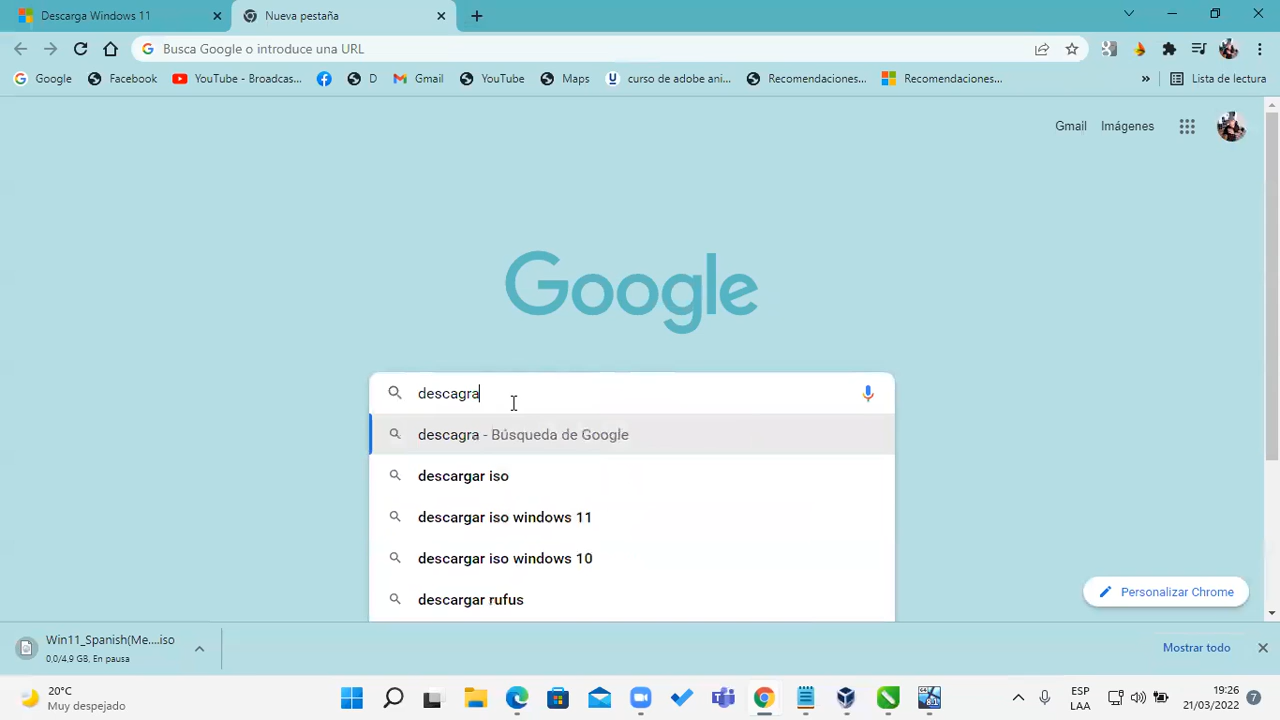 Descarga Windows 11
Nueva pestaña
Busca Google o introduce una URL
Google
Facebook
YouTube - Broadcas...
D
Gmail
YouTube
Maps
curso de adobe ani...
Recomendaciones...
Recomendaciones...
»
Lista de lectura
Gmail
Imágenes
Google
descagra
descagra - Búsqueda de Google
descargar iso
descargar iso windows 11
descargar iso windows 10
descargar rufus
Personalizar Chrome
Win11_Spanish(Me....iso
0,0/4.9 GB, En pausa
Mostrar todo
20°C
Muy despejado
ESP
LAA
19:26
21/03/2022
7